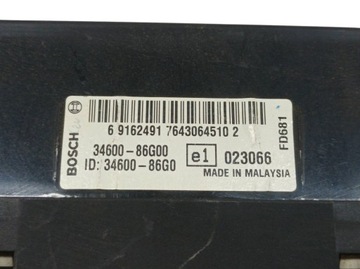 BOSCH
6 9162491 7643064510 2
34600-86G00
ID: 34600-86G0
e1
023066
MADE IN MALAYSIA
FD681